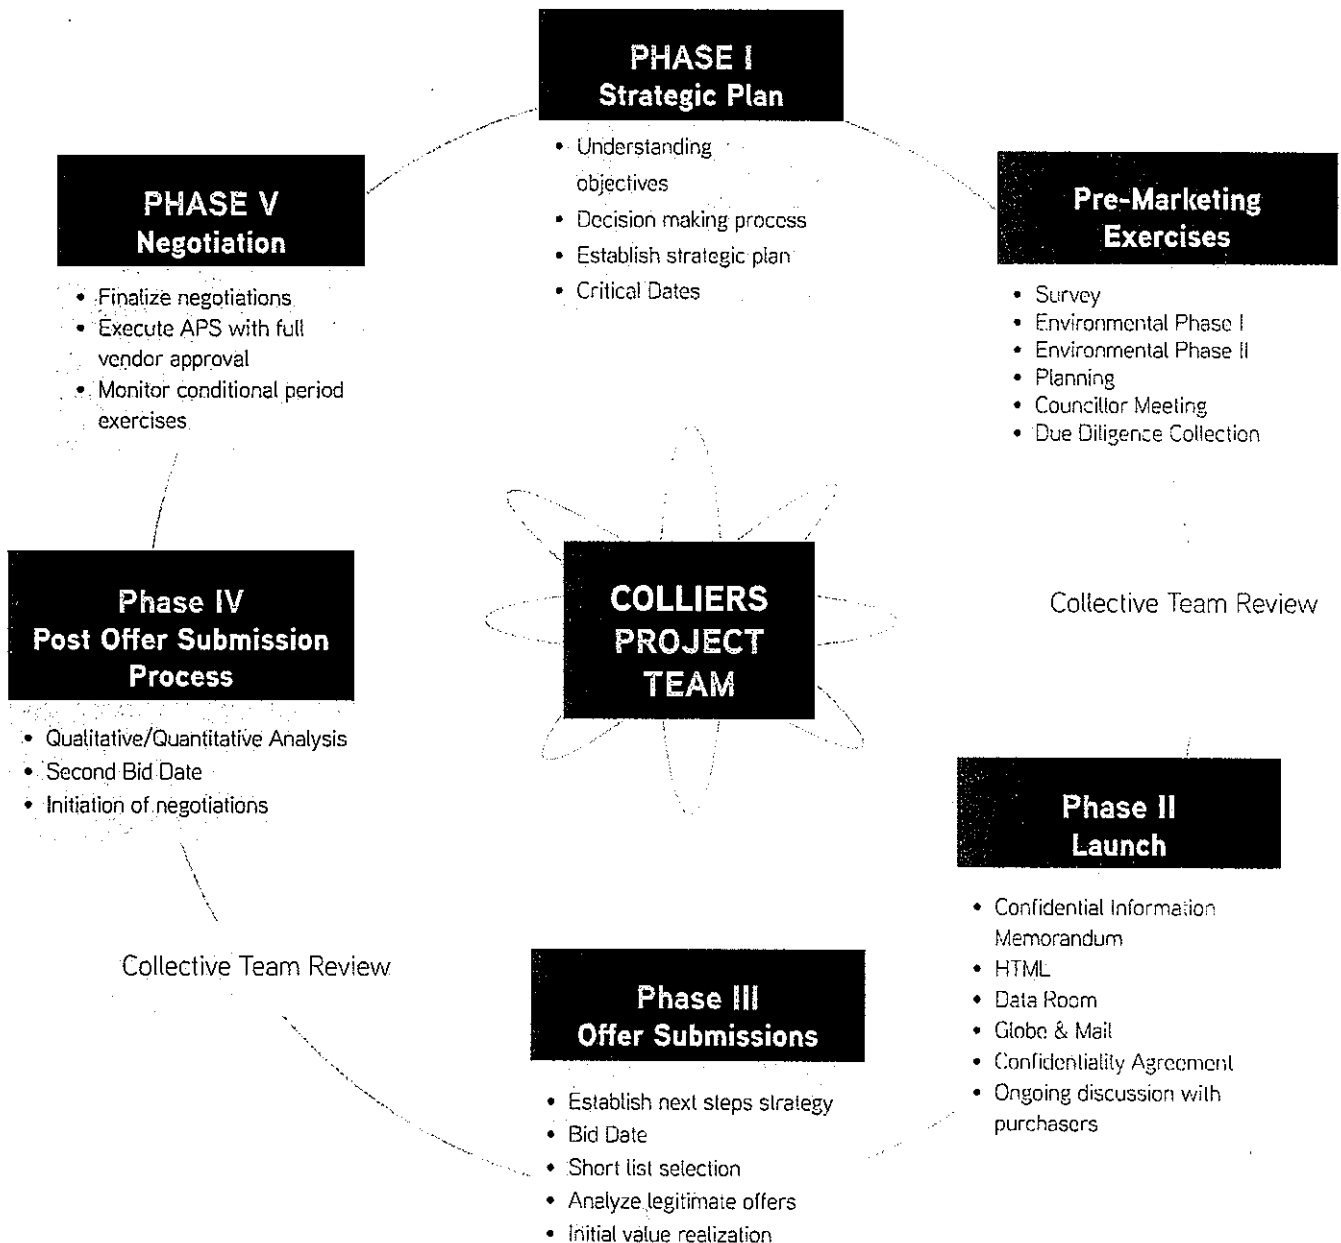 PHASE I
Strategic Plan
• Understanding
objectives
• Decision making process
• Establish strategic plan
• Critical Dates
Pre-Marketing
Exercises
• Survey
• Environmental Phase I
• Environmental Phase II
• Planning
• Councillor Meeting
• Due Diligence Collection
Collective Team Review
Phase II
Launch
• Confidential Information
Memorandum
• HTML
• Data Room
• Globe & Mail
• Confidentiality Agreement
• Ongoing discussion with
purchasers
Phase III
Offer Submissions
• Establish next steps strategy
• Bid Date
• Short list selection
• Analyze legitimate offers
• Initial value realization
Collective Team Review
Phase IV
Post Offer Submission
Process
• Qualitative/Quantitative Analysis
• Second Bid Date
• Initiation of negotiations
PHASE V
Negotiation
• Finalize negotiations
• Execute APS with full
vendor approval
• Monitor conditional period
exercises
COLLIERS
PROJECT
TEAM